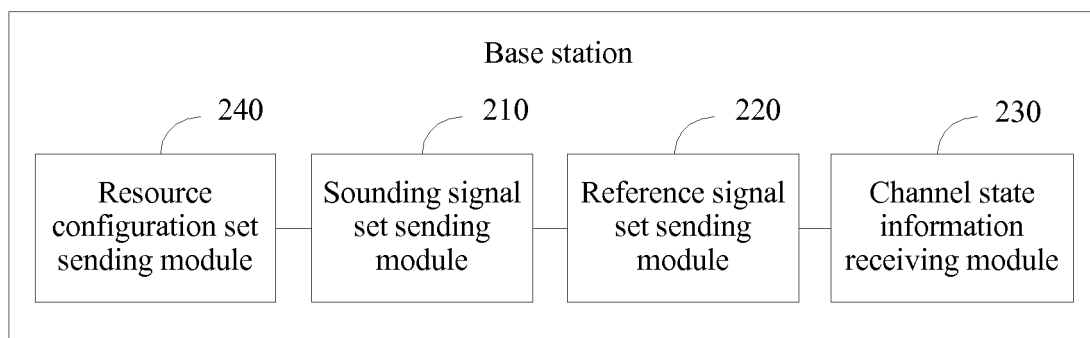 Base station
240
210
220
230
Resource
configuration set
sending module
Sounding signal
set sending
module
Reference signal
set sending
module
Channel state
information
receiving module